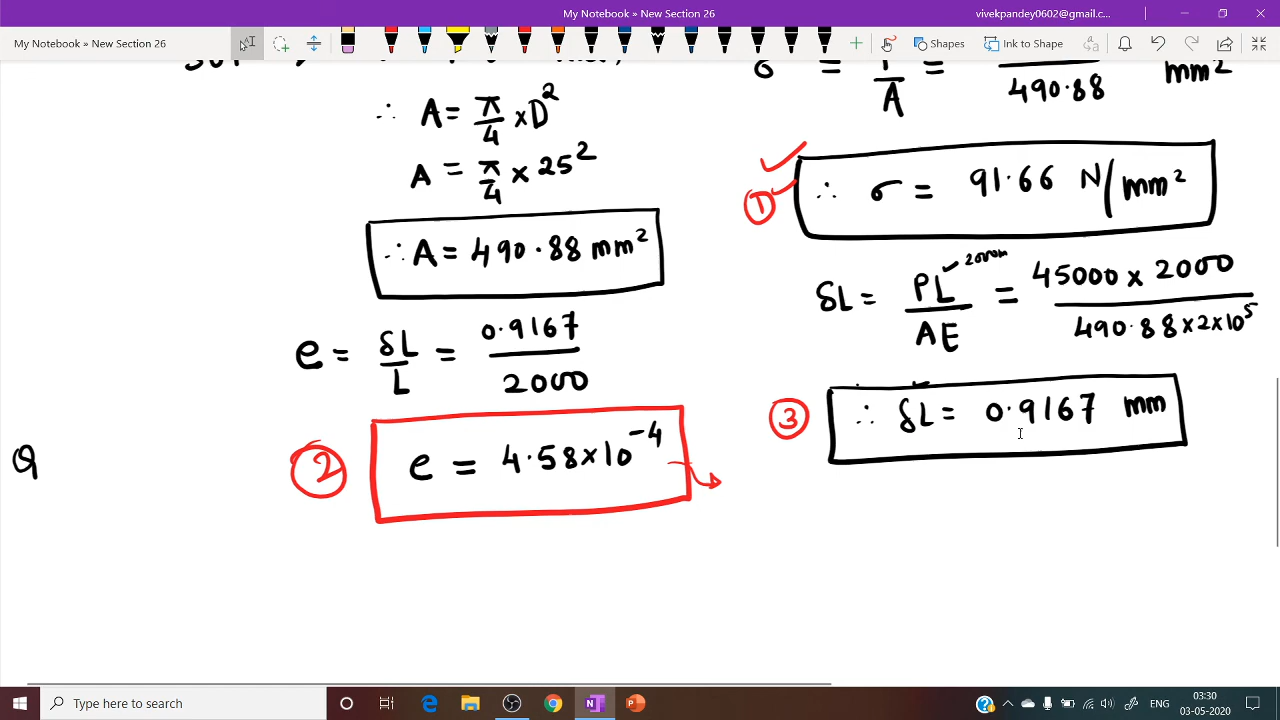 My Notebook » New Section 26
vivekpandey0602@gmail.c...
My Notebook » New Section 26
Shapes
Ink to Shape
∴ A = π/4 × D²
A = π/4 × 25²
∴ A = 490.88 mm²
e = δL/L = 0.9167/2000
② e = 4.58×10⁻⁴
Q
σ = P/A = /490.88 mm²
① ∴ σ = 91.66 N/mm²
δL = PL/AE = 45000 × 2000/490.88×2×10⁵
③ ∴ δL = 0.9167 mm
Type here to search
ENG
03:30
03-05-2020